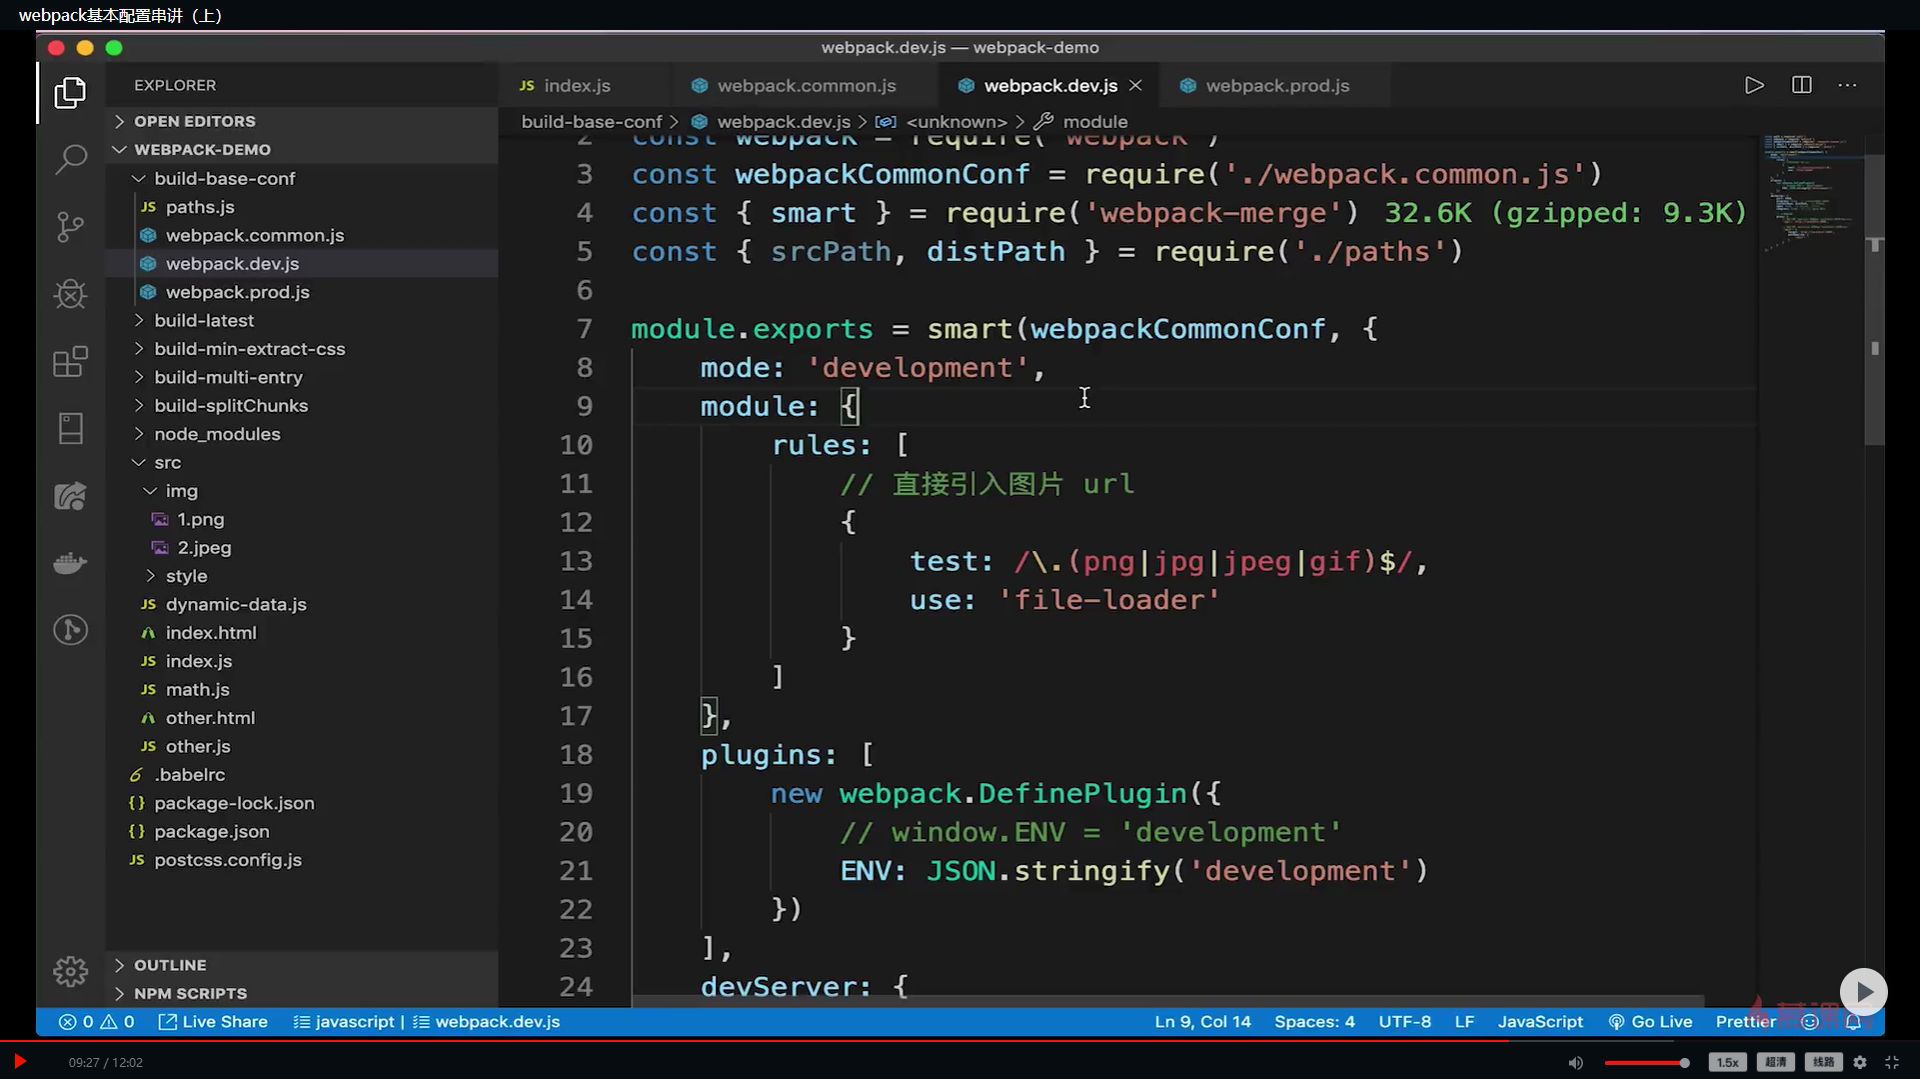 webpack基本配置串讲（上）
webpack.dev.js — webpack-demo
EXPLORER
OPEN EDITORS
WEBPACK-DEMO
build-base-conf
JS paths.js
webpack.common.js
webpack.dev.js
webpack.prod.js
build-latest
build-min-extract-css
build-multi-entry
build-splitChunks
node_modules
src
img
1.png
2.jpeg
style
JS dynamic-data.js
index.html
JS index.js
JS math.js
other.html
JS other.js
.babelrc
{} package-lock.json
{} package.json
JS postcss.config.js
OUTLINE
NPM SCRIPTS
JS index.js
webpack.common.js
webpack.dev.js
webpack.prod.js
build-base-conf > webpack.dev.js > <unknown> > module
2 const webpack = require('webpack')
3 const webpackCommonConf = require('./webpack.common.js')
4 const { smart } = require('webpack-merge') 32.6K (gzipped: 9.3K)
5 const { srcPath, distPath } = require('./paths')
6
7 module.exports = smart(webpackCommonConf, {
8 mode: 'development',
9 module: {
10 rules: [
11 // 直接引入图片 url
12 {
13 test: /\.(png|jpg|jpeg|gif)$/,
14 use: 'file-loader'
15 }
16 ]
17 },
18 plugins: [
19 new webpack.DefinePlugin({
20 // window.ENV = 'development'
21 ENV: JSON.stringify('development')
22 })
23 ],
24 devServer: {
0 0 Live Share javascript | webpack.dev.js
Ln 9, Col 14 Spaces: 4 UTF-8 LF JavaScript Go Live Prettier
09:27 / 12:02
1.5x 超清 线路